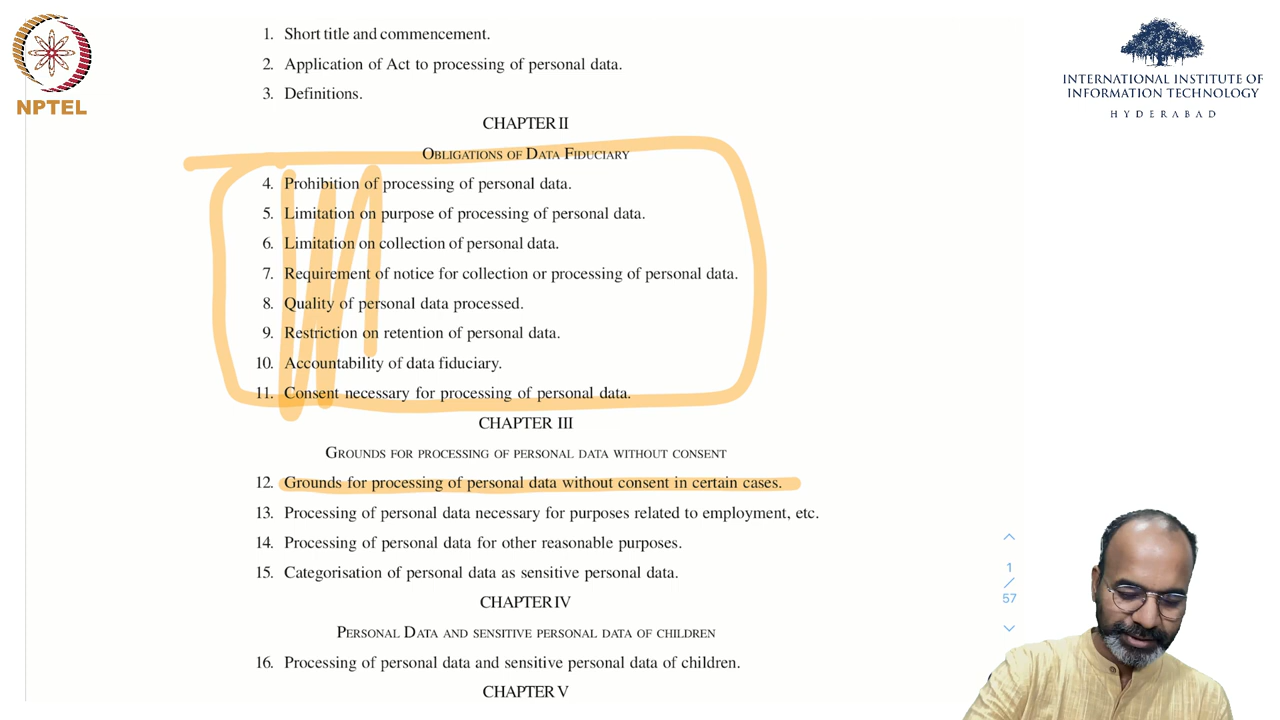 NPTEL
INTERNATIONAL INSTITUTE OF
INFORMATION TECHNOLOGY
HYDERABAD
1. Short title and commencement.
2. Application of Act to processing of personal data.
3. Definitions.
CHAPTER II
OBLIGATIONS OF DATA FIDUCIARY
4. Prohibition of processing of personal data.
5. Limitation on purpose of processing of personal data.
6. Limitation on collection of personal data.
7. Requirement of notice for collection or processing of personal data.
8. Quality of personal data processed.
9. Restriction on retention of personal data.
10. Accountability of data fiduciary.
11. Consent necessary for processing of personal data.
CHAPTER III
GROUNDS FOR PROCESSING OF PERSONAL DATA WITHOUT CONSENT
12. Grounds for processing of personal data without consent in certain cases.
13. Processing of personal data necessary for purposes related to employment, etc.
14. Processing of personal data for other reasonable purposes.
15. Categorisation of personal data as sensitive personal data.
CHAPTER IV
PERSONAL DATA AND SENSITIVE PERSONAL DATA OF CHILDREN
16. Processing of personal data and sensitive personal data of children.
CHAPTER V
1
/
57